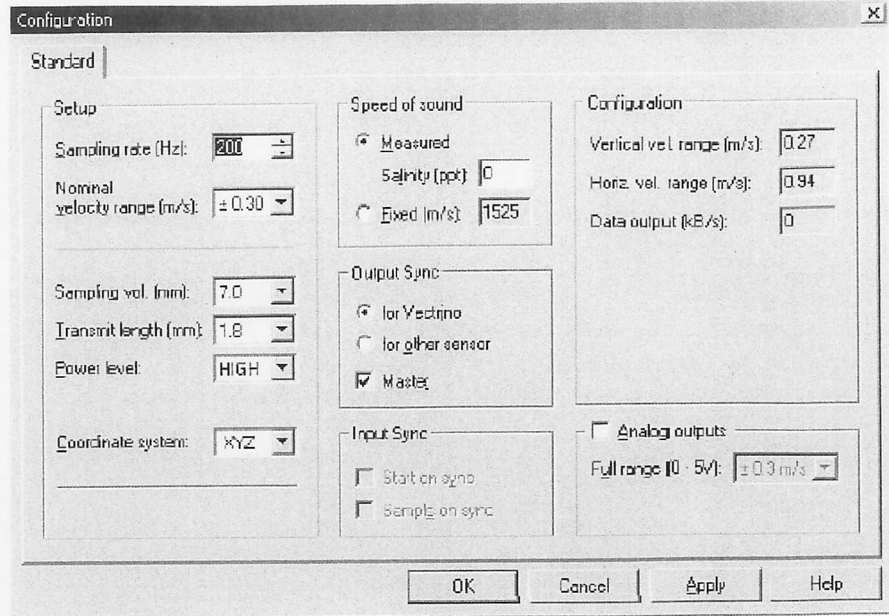 Configuration
Standard
Setup
Sampling rate (Hz): 200
Nominal
velocity range (m/s): ± 0.30
Sampling vol. (mm): 7.0
Transmit length (mm): 1.8
Power level: HIGH
Coordinate system: XYZ
Speed of sound
Measured
Salinity (ppt): 0
Fixed (m/s): 1525
Output Sync
for Vectrino
for other sensor
Master
Input Sync
Start on sync
Sample on sync
Configuration
Vertical vel. range (m/s): 0.27
Horiz. vel. range (m/s): 0.94
Data output (kB/s): 0
Analog outputs
Full range (0 - 5V): ± 0.3 m/s
OK
Cancel
Apply
Help